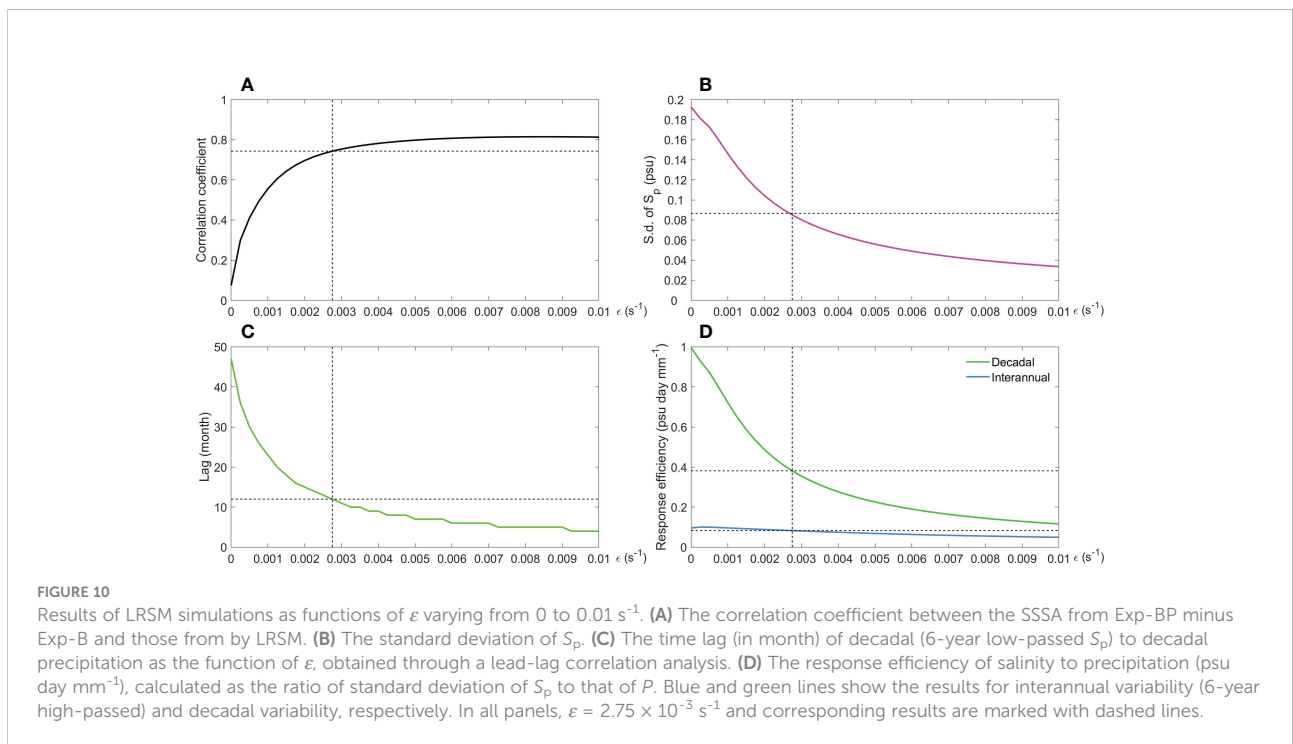 A
Correlation coefficient
1
0.8
0.6
0.4
0.2
0
0 0.001 0.002 0.003 0.004 0.005 0.006 0.007 0.008 0.009 0.01 ϵ (s⁻¹)
B
S.d. of Sₚ (psu)
0.2
0.18
0.16
0.14
0.12
0.1
0.08
0.06
0.04
0.02
0
0 0.001 0.002 0.003 0.004 0.005 0.006 0.007 0.008 0.009 0.01 ϵ (s⁻¹)
C
Lag (month)
50
40
30
20
10
0
0 0.001 0.002 0.003 0.004 0.005 0.006 0.007 0.008 0.009 0.01 ϵ (s⁻¹)
D
Response efficiency (psu day mm⁻¹)
1
0.8
0.6
0.4
0.2
0
Decadal
Interannual
0 0.001 0.002 0.003 0.004 0.005 0.006 0.007 0.008 0.009 0.01 ϵ (s⁻¹)
FIGURE 10
Results of LRSM simulations as functions of ε varying from 0 to 0.01 s⁻¹. (A) The correlation coefficient between the SSSA from Exp-BP minus
Exp-B and those from by LRSM. (B) The standard deviation of Sₚ. (C) The time lag (in month) of decadal (6-year low-passed Sₚ) to decadal
precipitation as the function of ε, obtained through a lead-lag correlation analysis. (D) The response efficiency of salinity to precipitation (psu
day mm⁻¹), calculated as the ratio of standard deviation of Sₚ to that of P. Blue and green lines show the results for interannual variability (6-year
high-passed) and decadal variability, respectively. In all panels, ε = 2.75 × 10⁻³ s⁻¹ and corresponding results are marked with dashed lines.